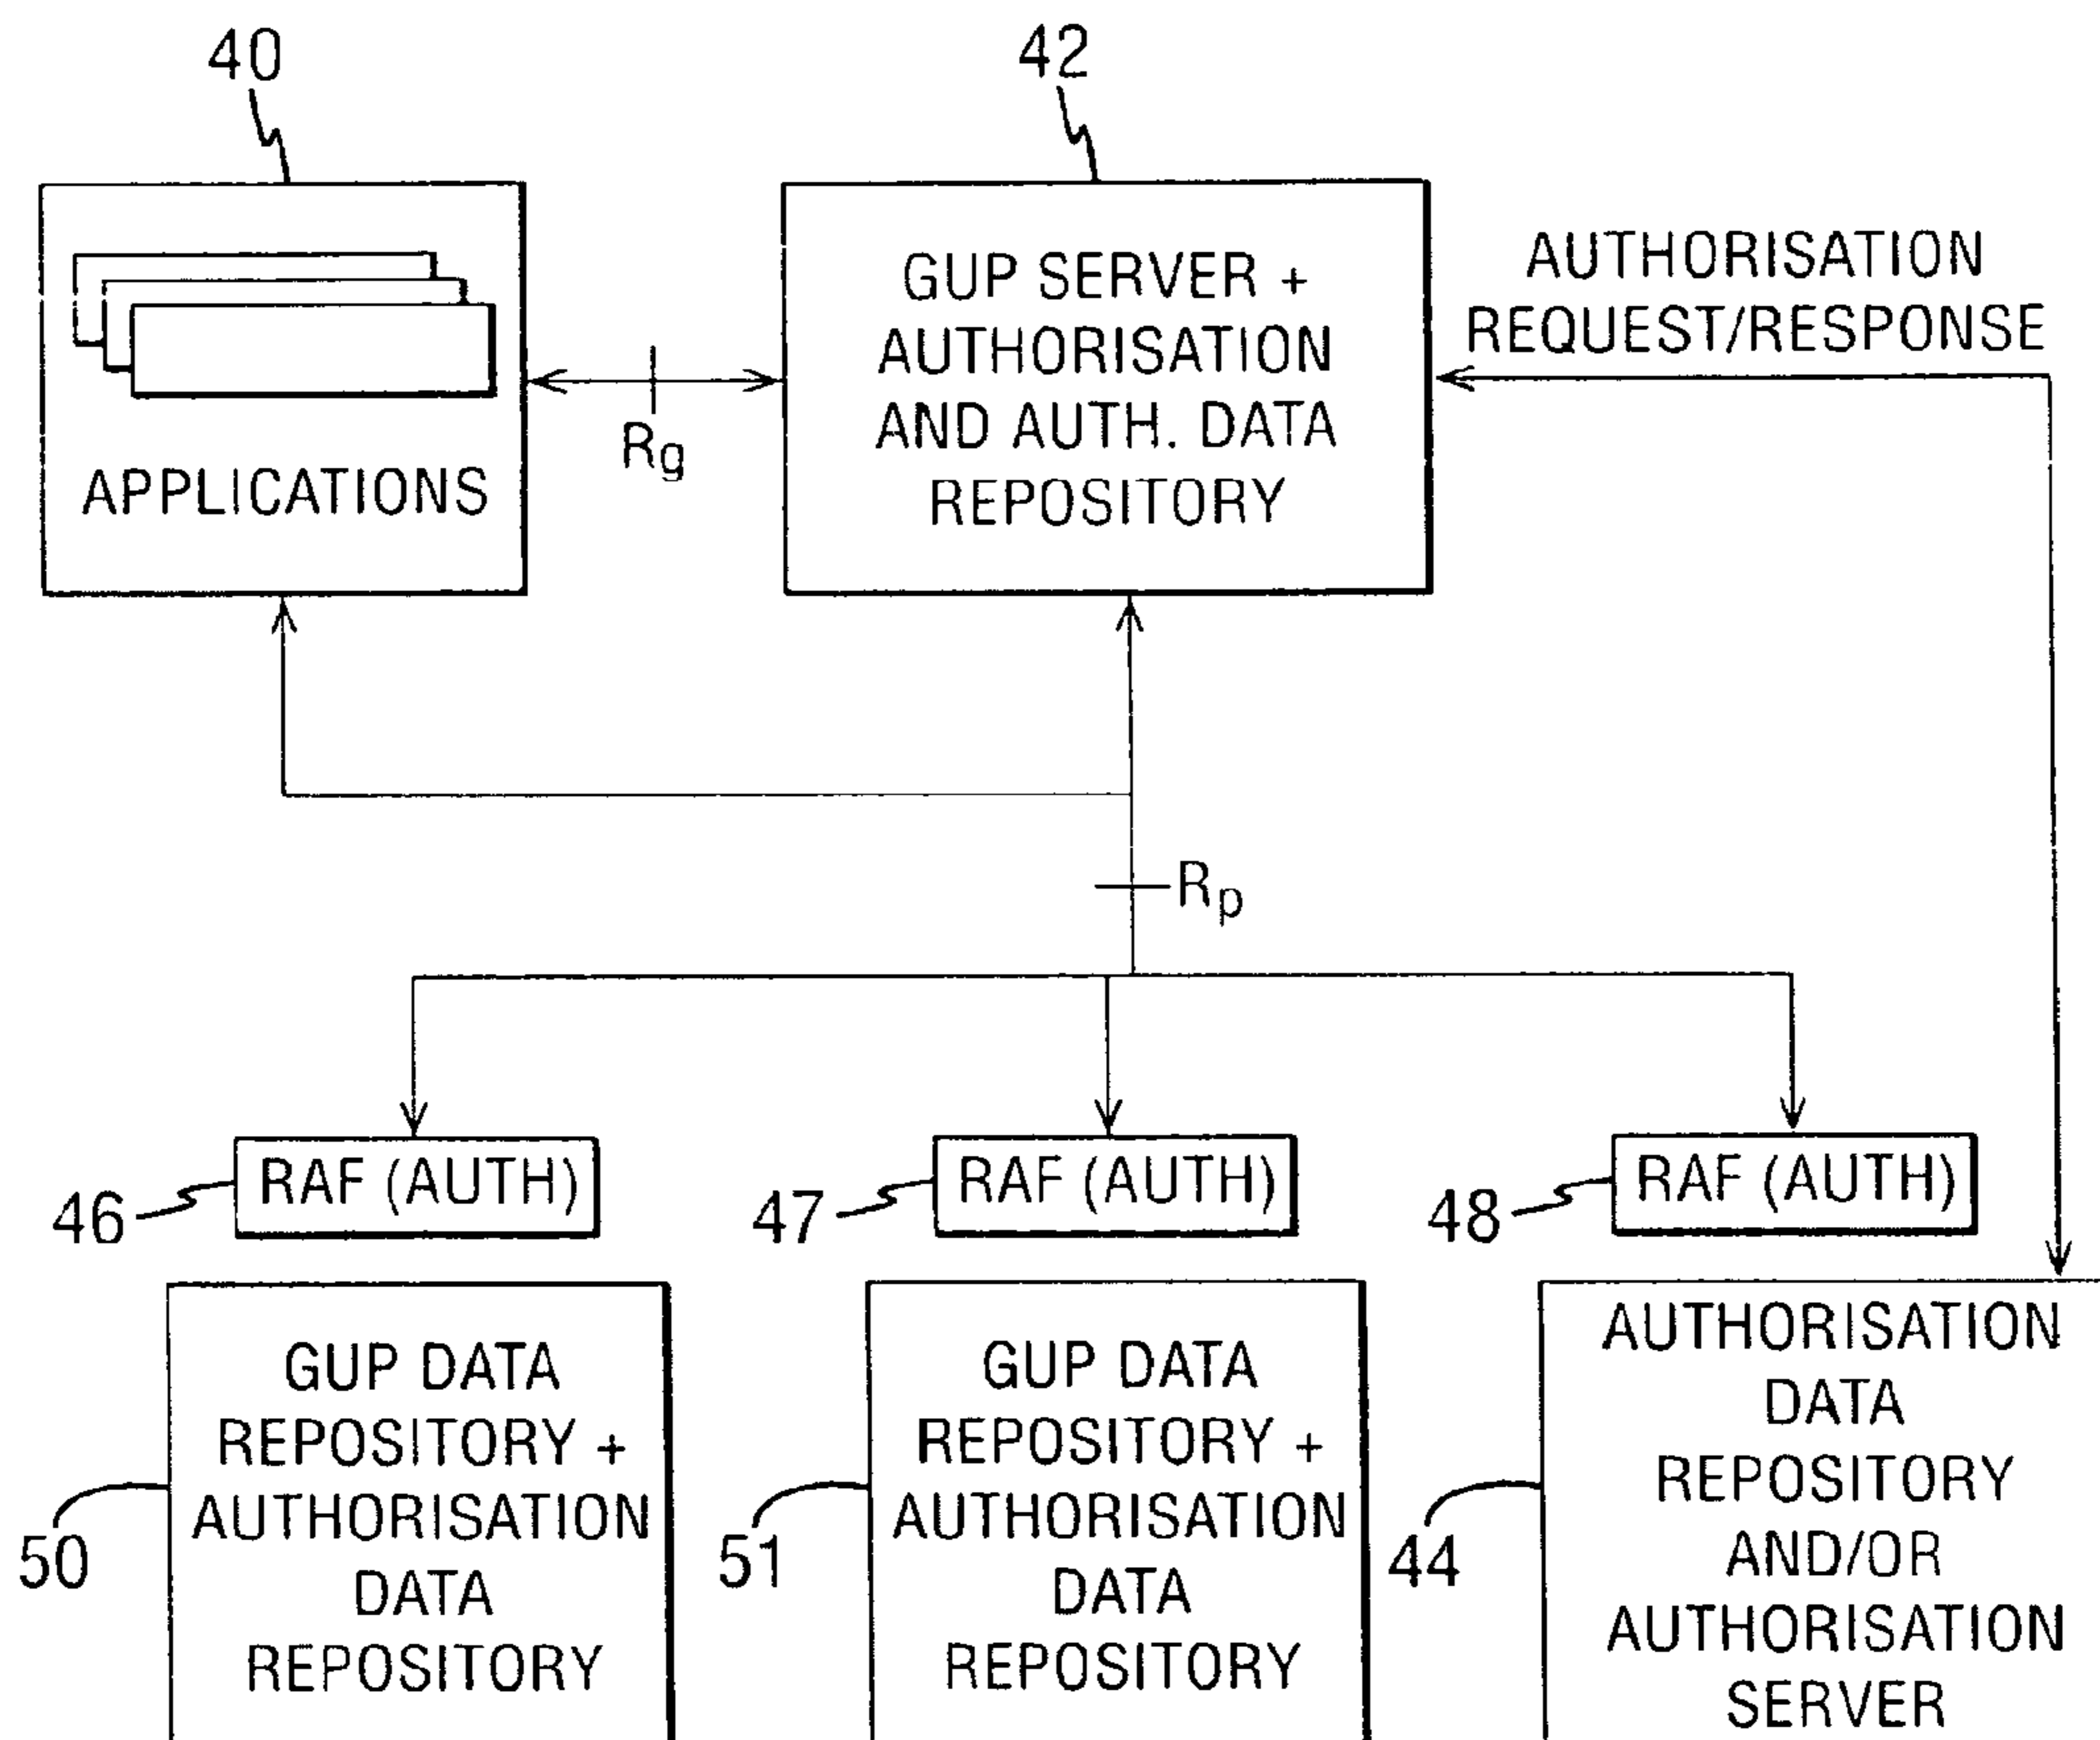 40
42
APPLICATIONS
Rg
GUP SERVER +
AUTHORISATION
AND AUTH. DATA
REPOSITORY
AUTHORISATION
REQUEST/RESPONSE
Rp
46
RAF (AUTH)
47
RAF (AUTH)
48
RAF (AUTH)
50
GUP DATA
REPOSITORY +
AUTHORISATION
DATA
REPOSITORY
51
GUP DATA
REPOSITORY +
AUTHORISATION
DATA
REPOSITORY
44
AUTHORISATION
DATA
REPOSITORY
AND/OR
AUTHORISATION
SERVER